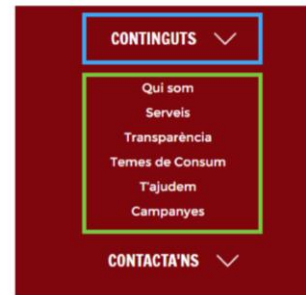 CONTINGUTS
Qui som
Serveis
Transparència
Temes de Consum
T'ajudem
Campanyes
CONTACTA'NS